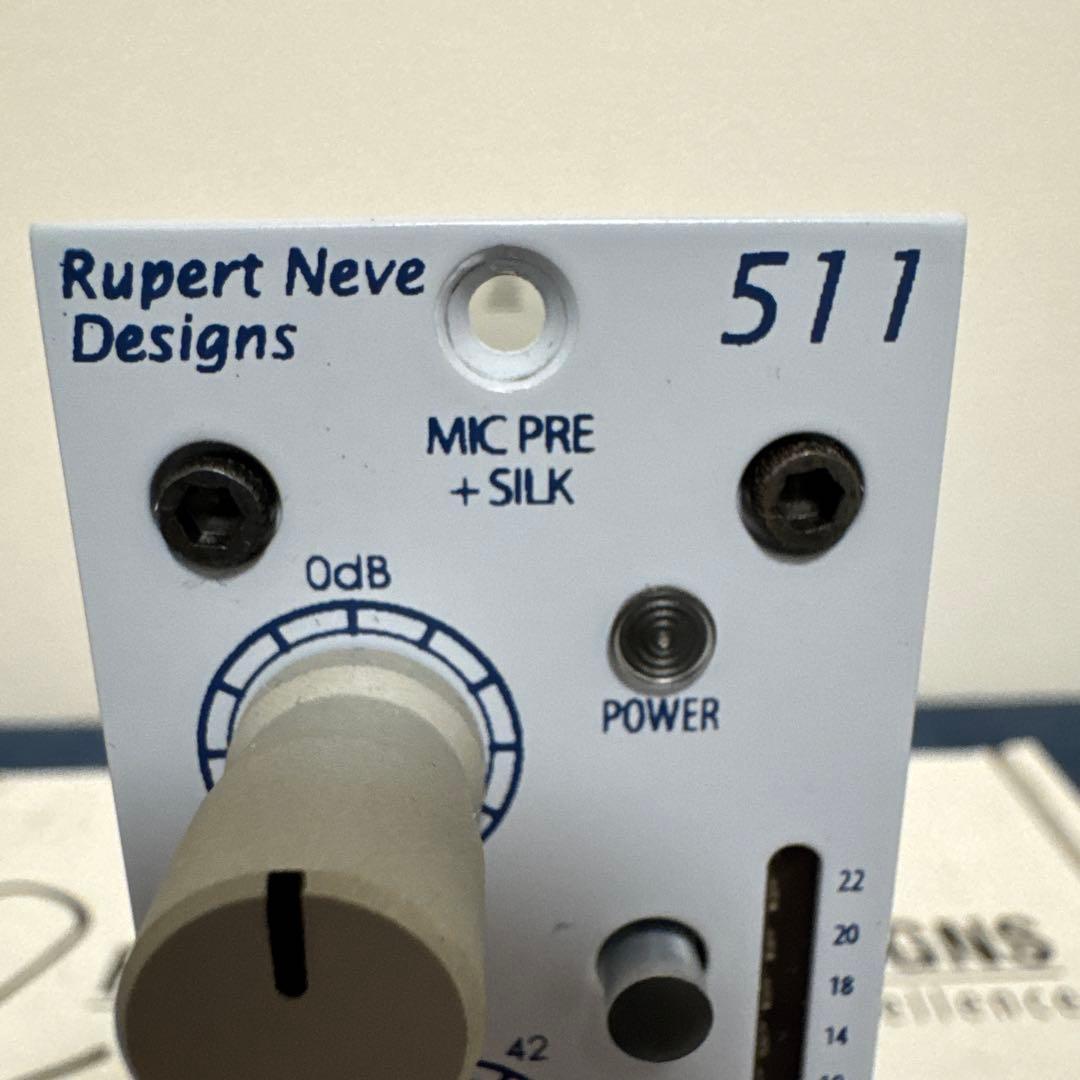 Rupert Neve
Designs
511
MIC PRE
+ SILK
0dB
POWER
22
20
18
14
42